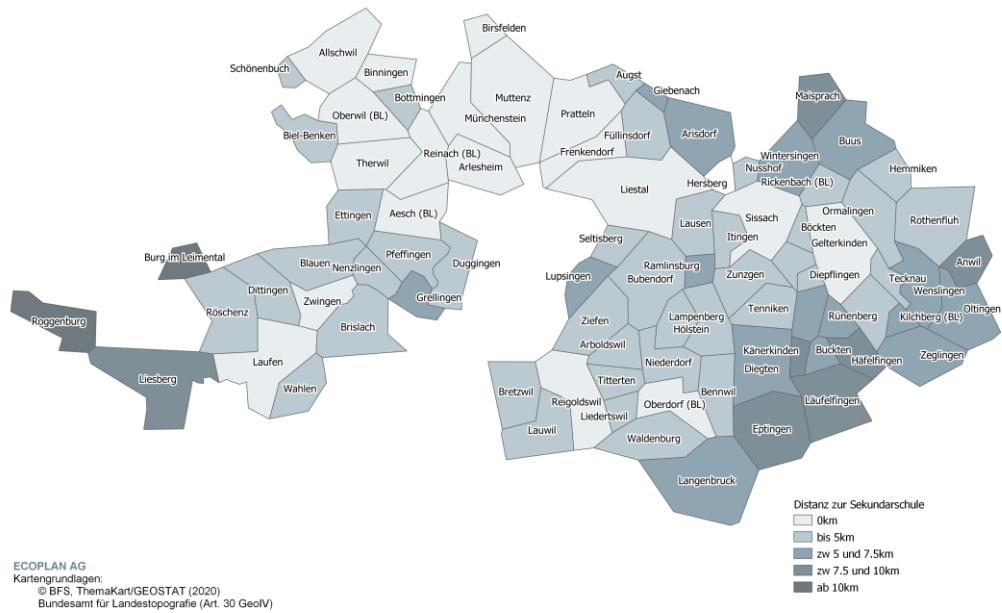 Birsfelden
Allschwil
Schönenbuch
Binningen
Augst
Bottmingen
Giebenach
Muttenz
Maisprach
Oberwil (BL)
Münchenstein
Pratteln
Biel-Benken
Füllinsdorf
Arisdorf
Buus
Reinach (BL)
Frenkendorf
Wintersingen
Therwil
Arlesheim
Nusshof
Hemmiken
Hersberg
Rickenbach (BL)
Liestal
Ormalingen
Ettingen
Aesch (BL)
Lausen
Sissach
Rothenfluh
Böckten
Seltisberg
Itingen
Gelterkinden
Burg im Leimental
Blauen
Pfeffingen
Ramlinsburg
Anwil
Nenzlingen
Duggingen
Lupsingen
Bubendorf
Zunzgen
Diepflingen
Tecknau
Dittingen
Grellingen
Wenslingen
Zwingen
Röschenz
Tenniken
Oltingen
Roggenburg
Brislach
Ziefen
Lampenberg
Rünenberg
Kilchberg (BL)
Hölstein
Arboldswil
Känerkinden
Buckten
Laufen
Niederdorf
Häfelfingen
Zeglingen
Diegten
Liesberg
Titterten
Wahlen
Bretzwil
Reigoldswil
Bennwil
Läufelfingen
Oberdorf (BL)
Liedertswil
Lauwil
Eptingen
Waldenburg
Langenbruck
Distanz zur Sekundarschule
0km
bis 5km
zw 5 und 7.5km
zw 7.5 und 10km
ab 10km
ECOPLAN AG
Kartengrundlagen:
© BFS, ThemaKart/GEOSTAT (2020)
Bundesamt für Landestopografie (Art. 30 GeoIV)